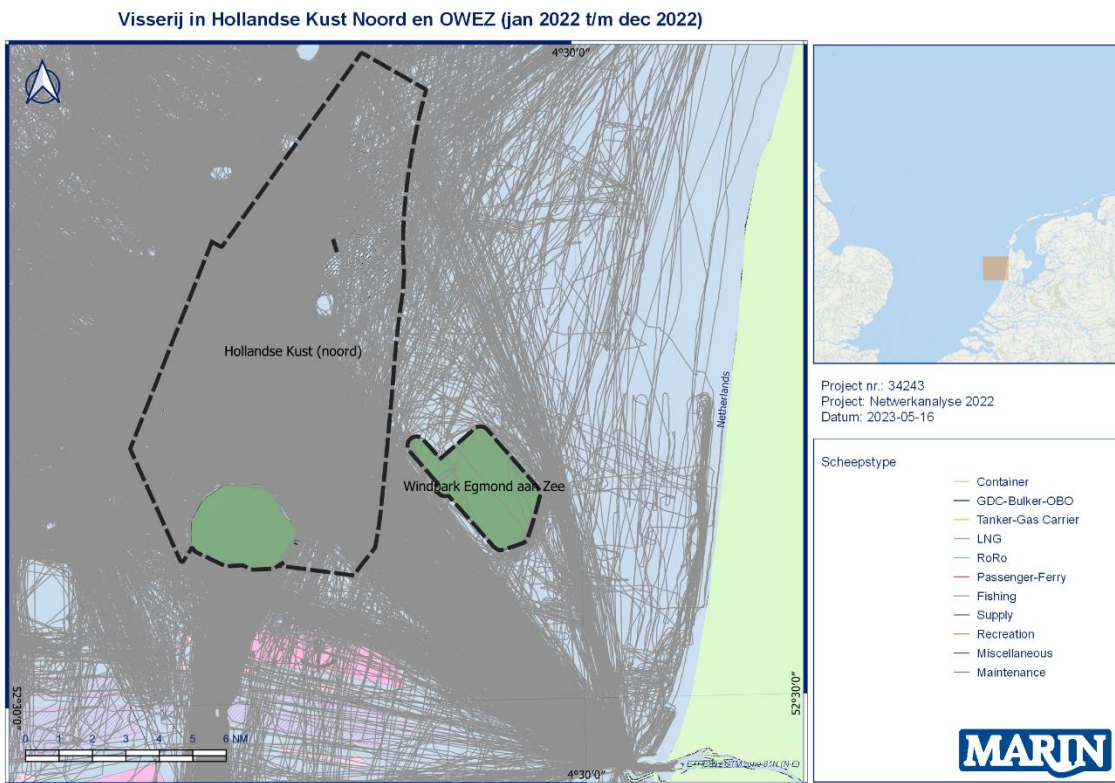 Visserij in Hollandse Kust Noord en OWEZ (jan 2022 t/m dec 2022)
4°30'0"
Hollandse Kust (noord)
Netherlands
Windpark Egmond aan Zee
52°30'0"
52°30'0"
0 1 2 3 4 5 6 NM
4°30'0"
Project nr.: 34243
Project: Netwerkanalyse 2022
Datum: 2023-05-16
Scheepstype
Container
GDC-Bulker-OBO
Tanker-Gas Carrier
LNG
RoRo
Passenger-Ferry
Fishing
Supply
Recreation
Miscellaneous
Maintenance
MARIN